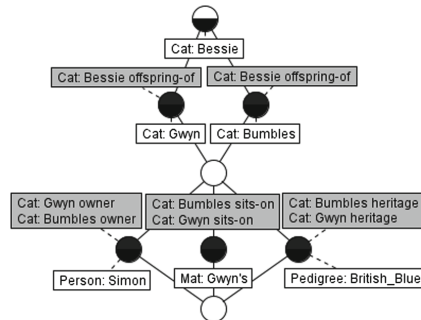 Cat: Bessie
Cat: Bessie offspring-of
Cat: Bessie offspring-of
Cat: Gwyn
Cat: Bumbles
Cat: Gwyn owner
Cat: Bumbles owner
Cat: Bumbles sits-on
Cat: Gwyn sits-on
Cat: Bumbles heritage
Cat: Gwyn heritage
Person: Simon
Mat: Gwyn's
Pedigree: British_Blue